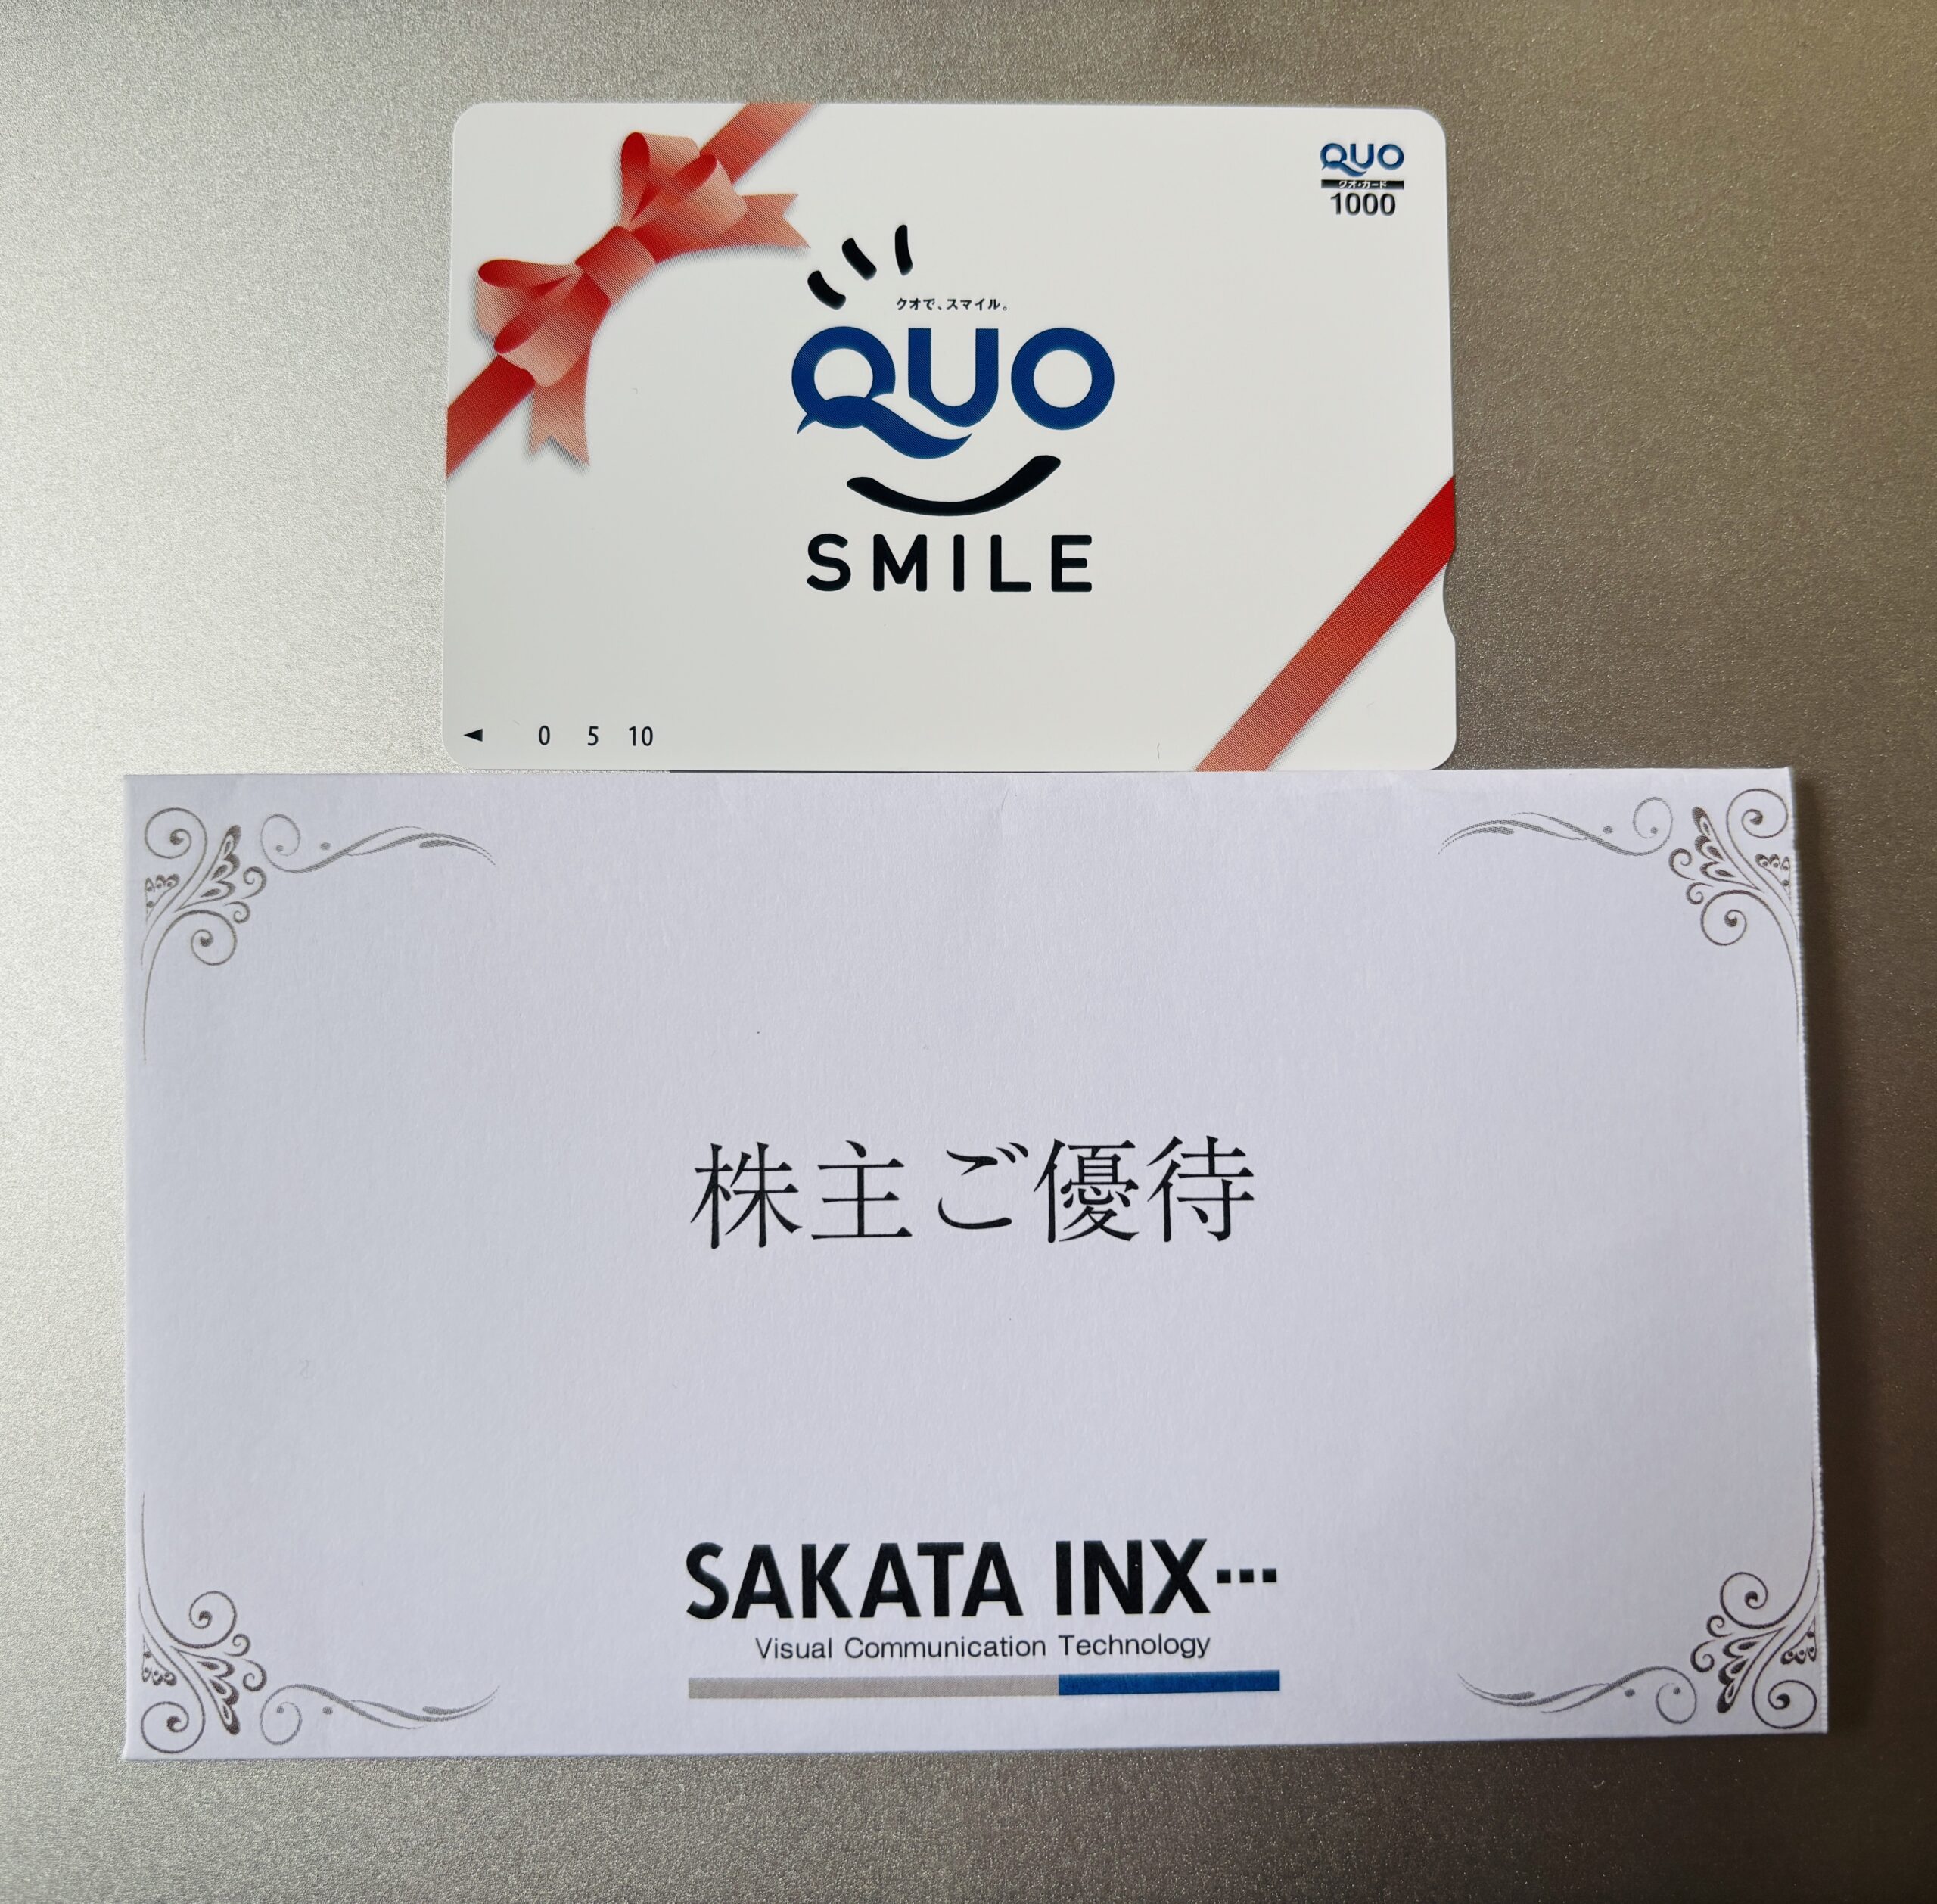 QUO
クオ・カード
1000
クオで、スマイル。
QUO
SMILE
◀ 0 5 10
株主ご優待
SAKATA INX…
Visual Communication Technology